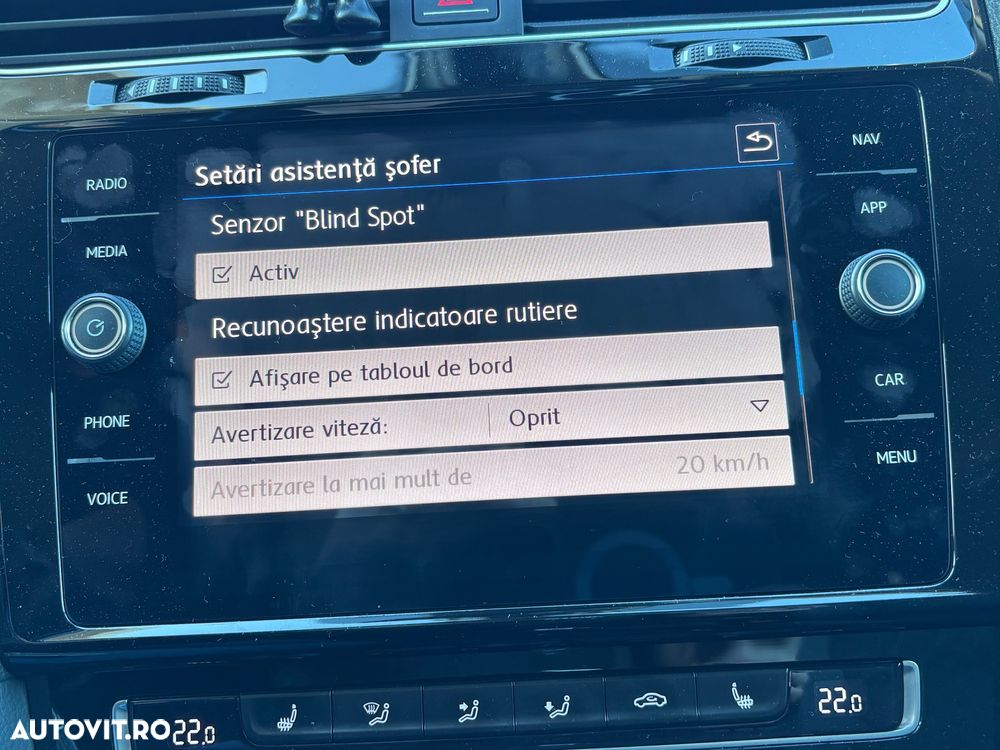 RADIO
MEDIA
PHONE
VOICE
Setări asistenţă şofer
Senzor "Blind Spot"
Activ
Recunoaştere indicatoare rutiere
Afişare pe tabloul de bord
Avertizare viteză: Oprit
Avertizare la mai mult de 20 km/h
NAV
APP
CAR
MENU
22.0
22.0
AUTOVIT.RO